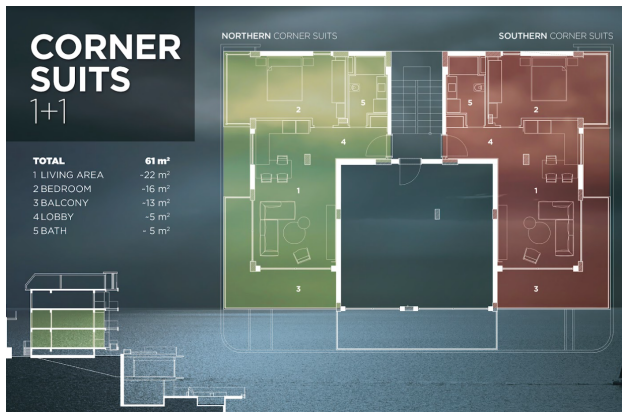 CORNER
SUITS
1+1
TOTAL 61 m²
1 LIVING AREA -22 m²
2 BEDROOM -16 m²
3 BALCONY -13 m²
4 LOBBY -5 m²
5 BATH - 5 m²
NORTHERN CORNER SUITS
SOUTHERN CORNER SUITS
2
5
4
1
3
5
2
4
1
3